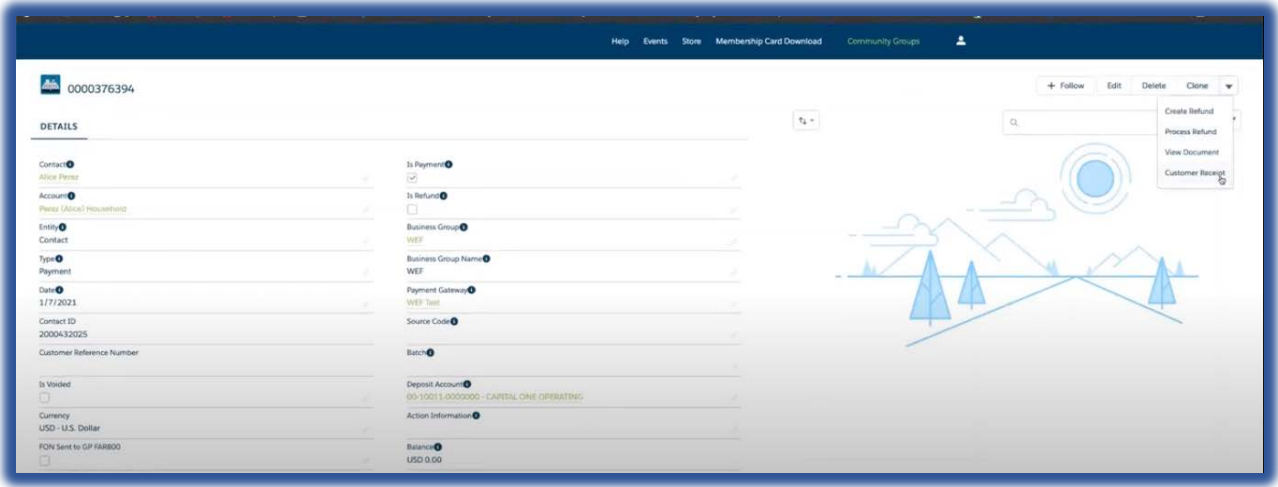 Help Events Store Membership Card Download Community Groups
0000376394
+ Follow Edit Delete Clone
Create Refund
Process Refund
View Document
Customer Receipt
DETAILS
Contact
Alice Perez
Is Payment
Account
Perez (Alice) Household
Is Refund
Entity
Contact
Business Group
WEF
Type
Payment
Business Group Name
WEF
Date
1/7/2021
Payment Gateway
WEF Test
Contact ID
2000432025
Source Code
Customer Reference Number
Batch
Is Voided
Deposit Account
00-10011-0000000 - CAPITAL ONE OPERATING
Currency
USD - U.S. Dollar
Action Information
FON Sent to GP FAR800
Balance
USD 0.00